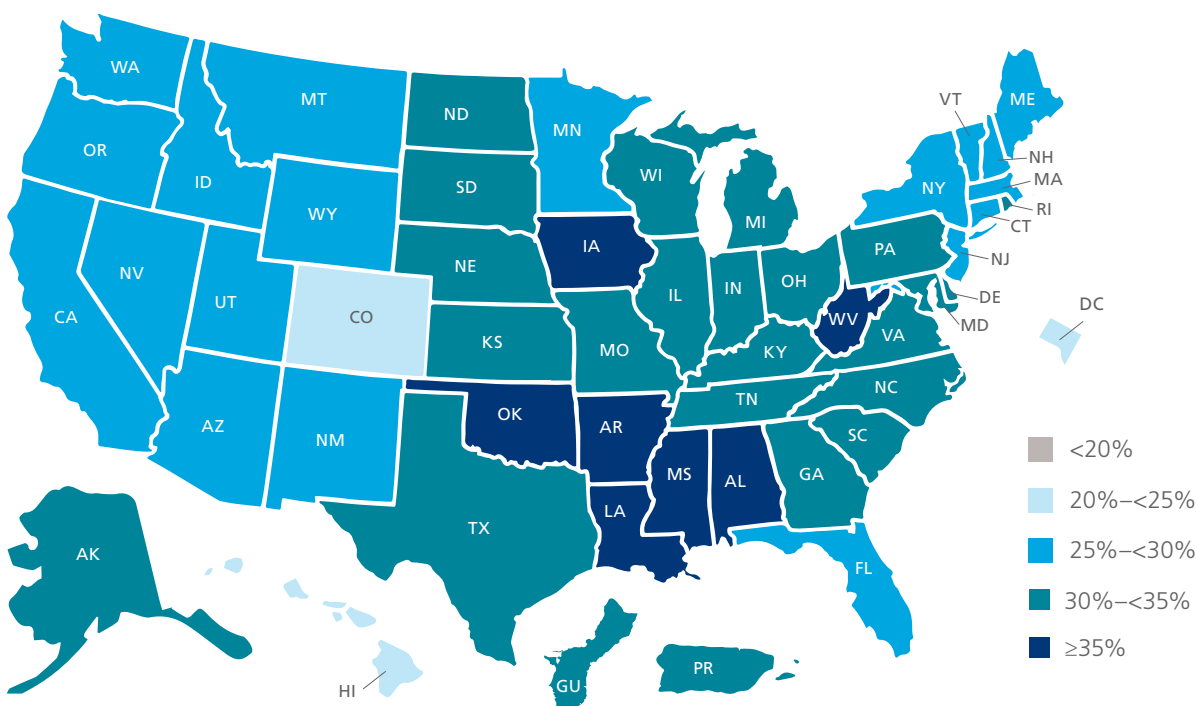 WA
MT
ND
MN
VT
ME
OR
ID
SD
WI
NH
MA
NY
WY
MI
RI
CT
IA
PA
NJ
NV
NE
OH
IN
IL
DE
UT
DC
CA
CO
WV
MD
VA
KS
MO
KY
NC
TN
OK
AR
AZ
NM
SC
<20%
GA
MS
AL
20%–<25%
LA
TX
AK
25%–<30%
FL
30%–<35%
≥35%
PR
GU
HI